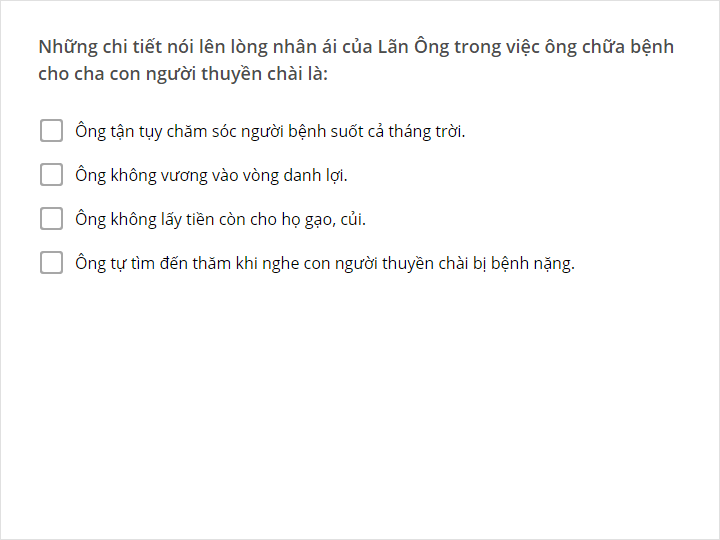 Những chi tiết nói lên lòng nhân ái của Lãn Ông trong việc ông chữa bệnh
cho cha con người thuyền chài là:
Ông tận tụy chăm sóc người bệnh suốt cả tháng trời.
Ông không vương vào vòng danh lợi.
Ông không lấy tiền còn cho họ gạo, củi.
Ông tự tìm đến thăm khi nghe con người thuyền chài bị bệnh nặng.